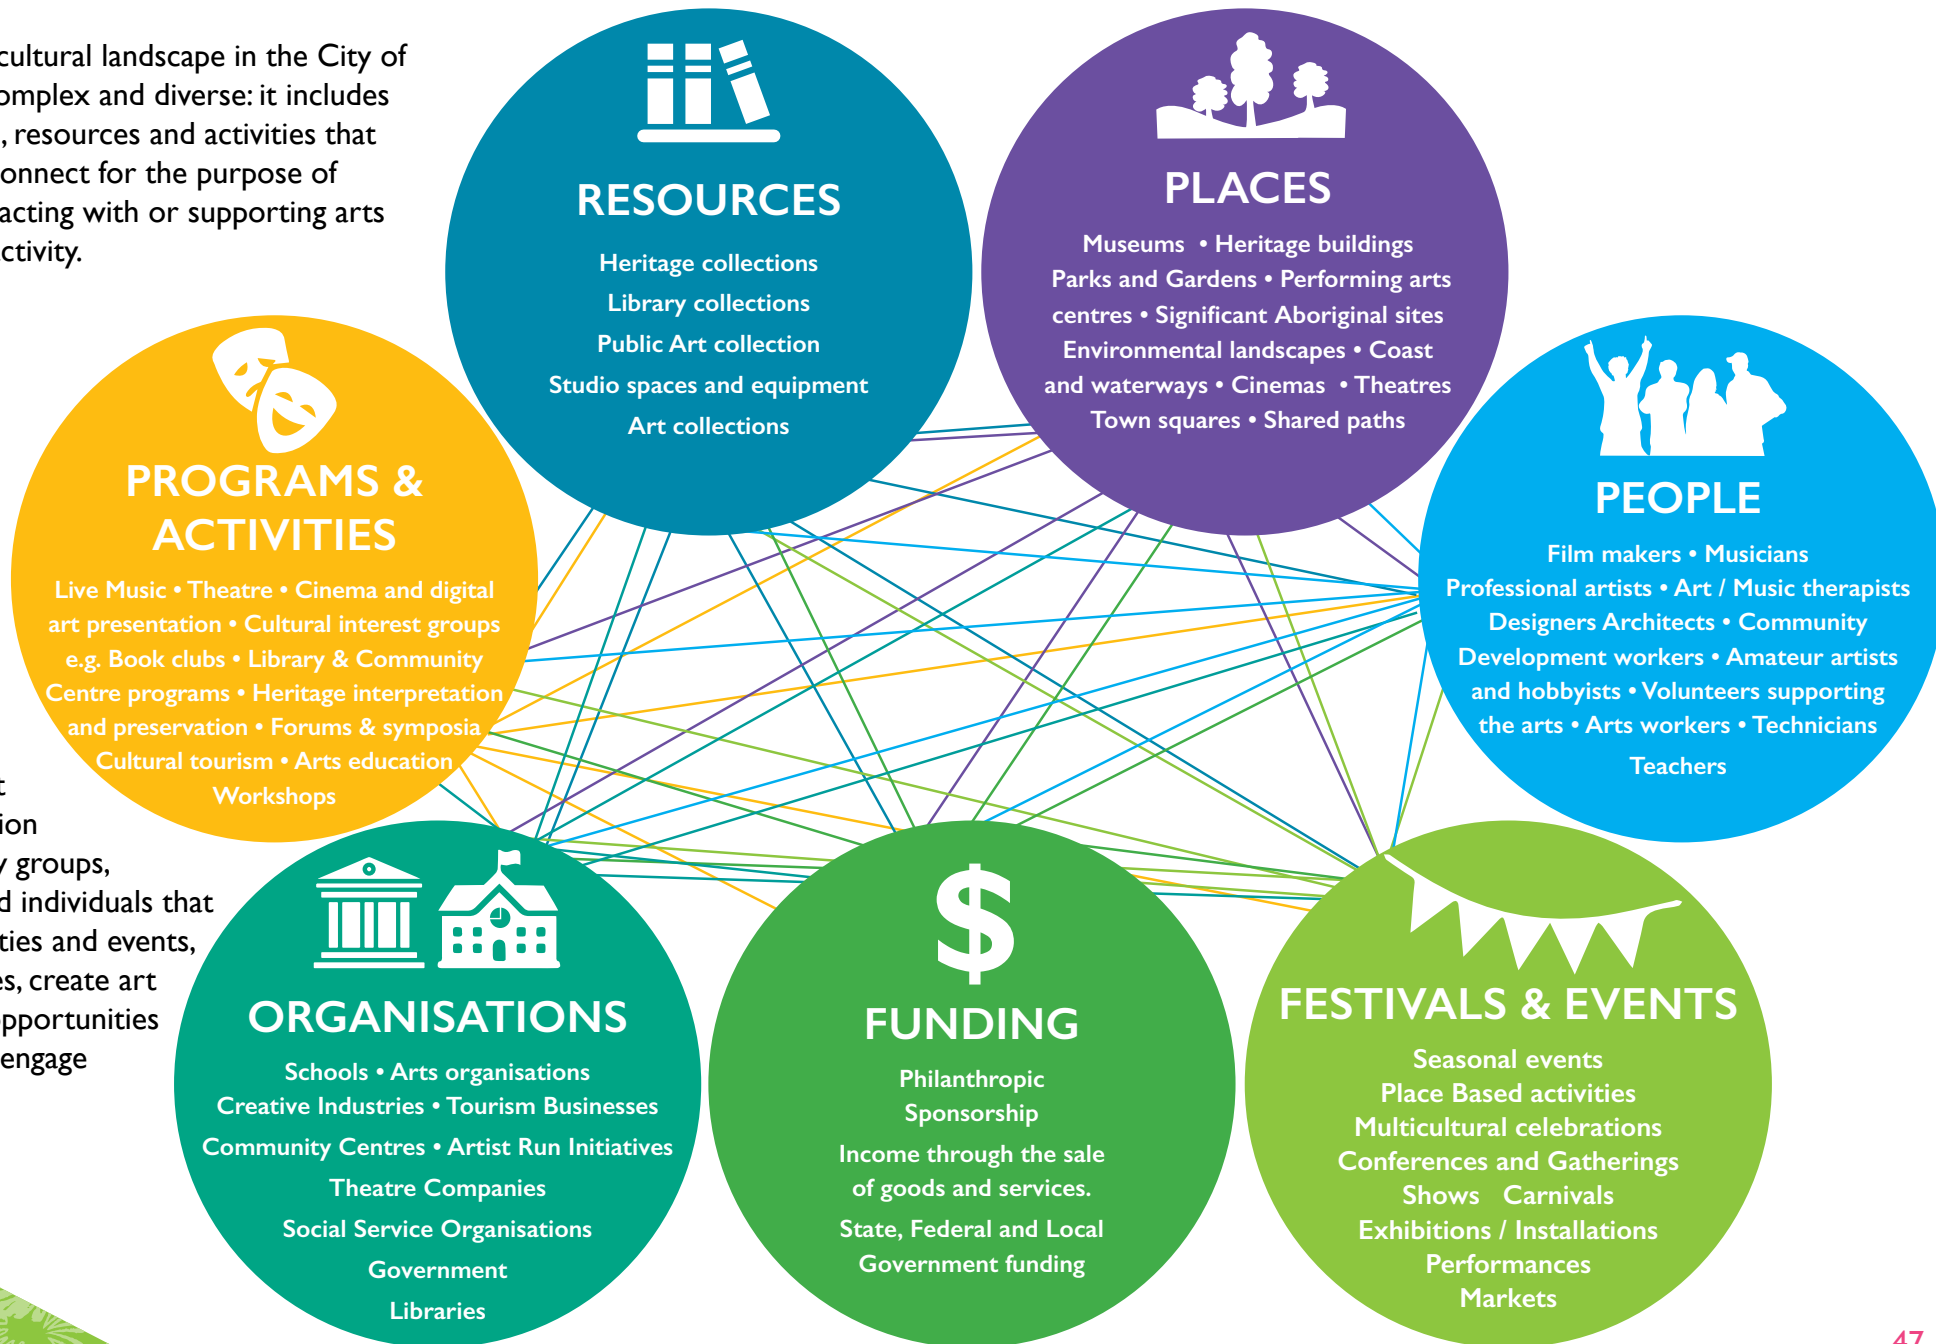 cultural landscape in the City of
complex and diverse: it includes
, resources and activities that
connect for the purpose of
acting with or supporting arts
activity.
RESOURCES
Heritage collections
Library collections
Public Art collection
Studio spaces and equipment
Art collections
PLACES
Museums • Heritage buildings
Parks and Gardens • Performing arts
centres • Significant Aboriginal sites
Environmental landscapes • Coast
and waterways • Cinemas • Theatres
Town squares • Shared paths
PROGRAMS &
ACTIVITIES
Live Music • Theatre • Cinema and digital
art presentation • Cultural interest groups
e.g. Book clubs • Library & Community
Centre programs • Heritage interpretation
and preservation • Forums & symposia
Cultural tourism • Arts education
Workshops
PEOPLE
Film makers • Musicians
Professional artists • Art / Music therapists
Designers Architects • Community
Development workers • Amateur artists
and hobbyists • Volunteers supporting
the arts • Arts workers • Technicians
Teachers
groups,
individuals that
and events,
, create art
opportunities
engage
ORGANISATIONS
Schools • Arts organisations
Creative Industries • Tourism Businesses
Community Centres • Artist Run Initiatives
Theatre Companies
Social Service Organisations
Government
Libraries
$
FUNDING
Philanthropic
Sponsorship
Income through the sale
of goods and services.
State, Federal and Local
Government funding
FESTIVALS & EVENTS
Seasonal events
Place Based activities
Multicultural celebrations
Conferences and Gatherings
Shows Carnivals
Exhibitions / Installations
Performances
Markets
47